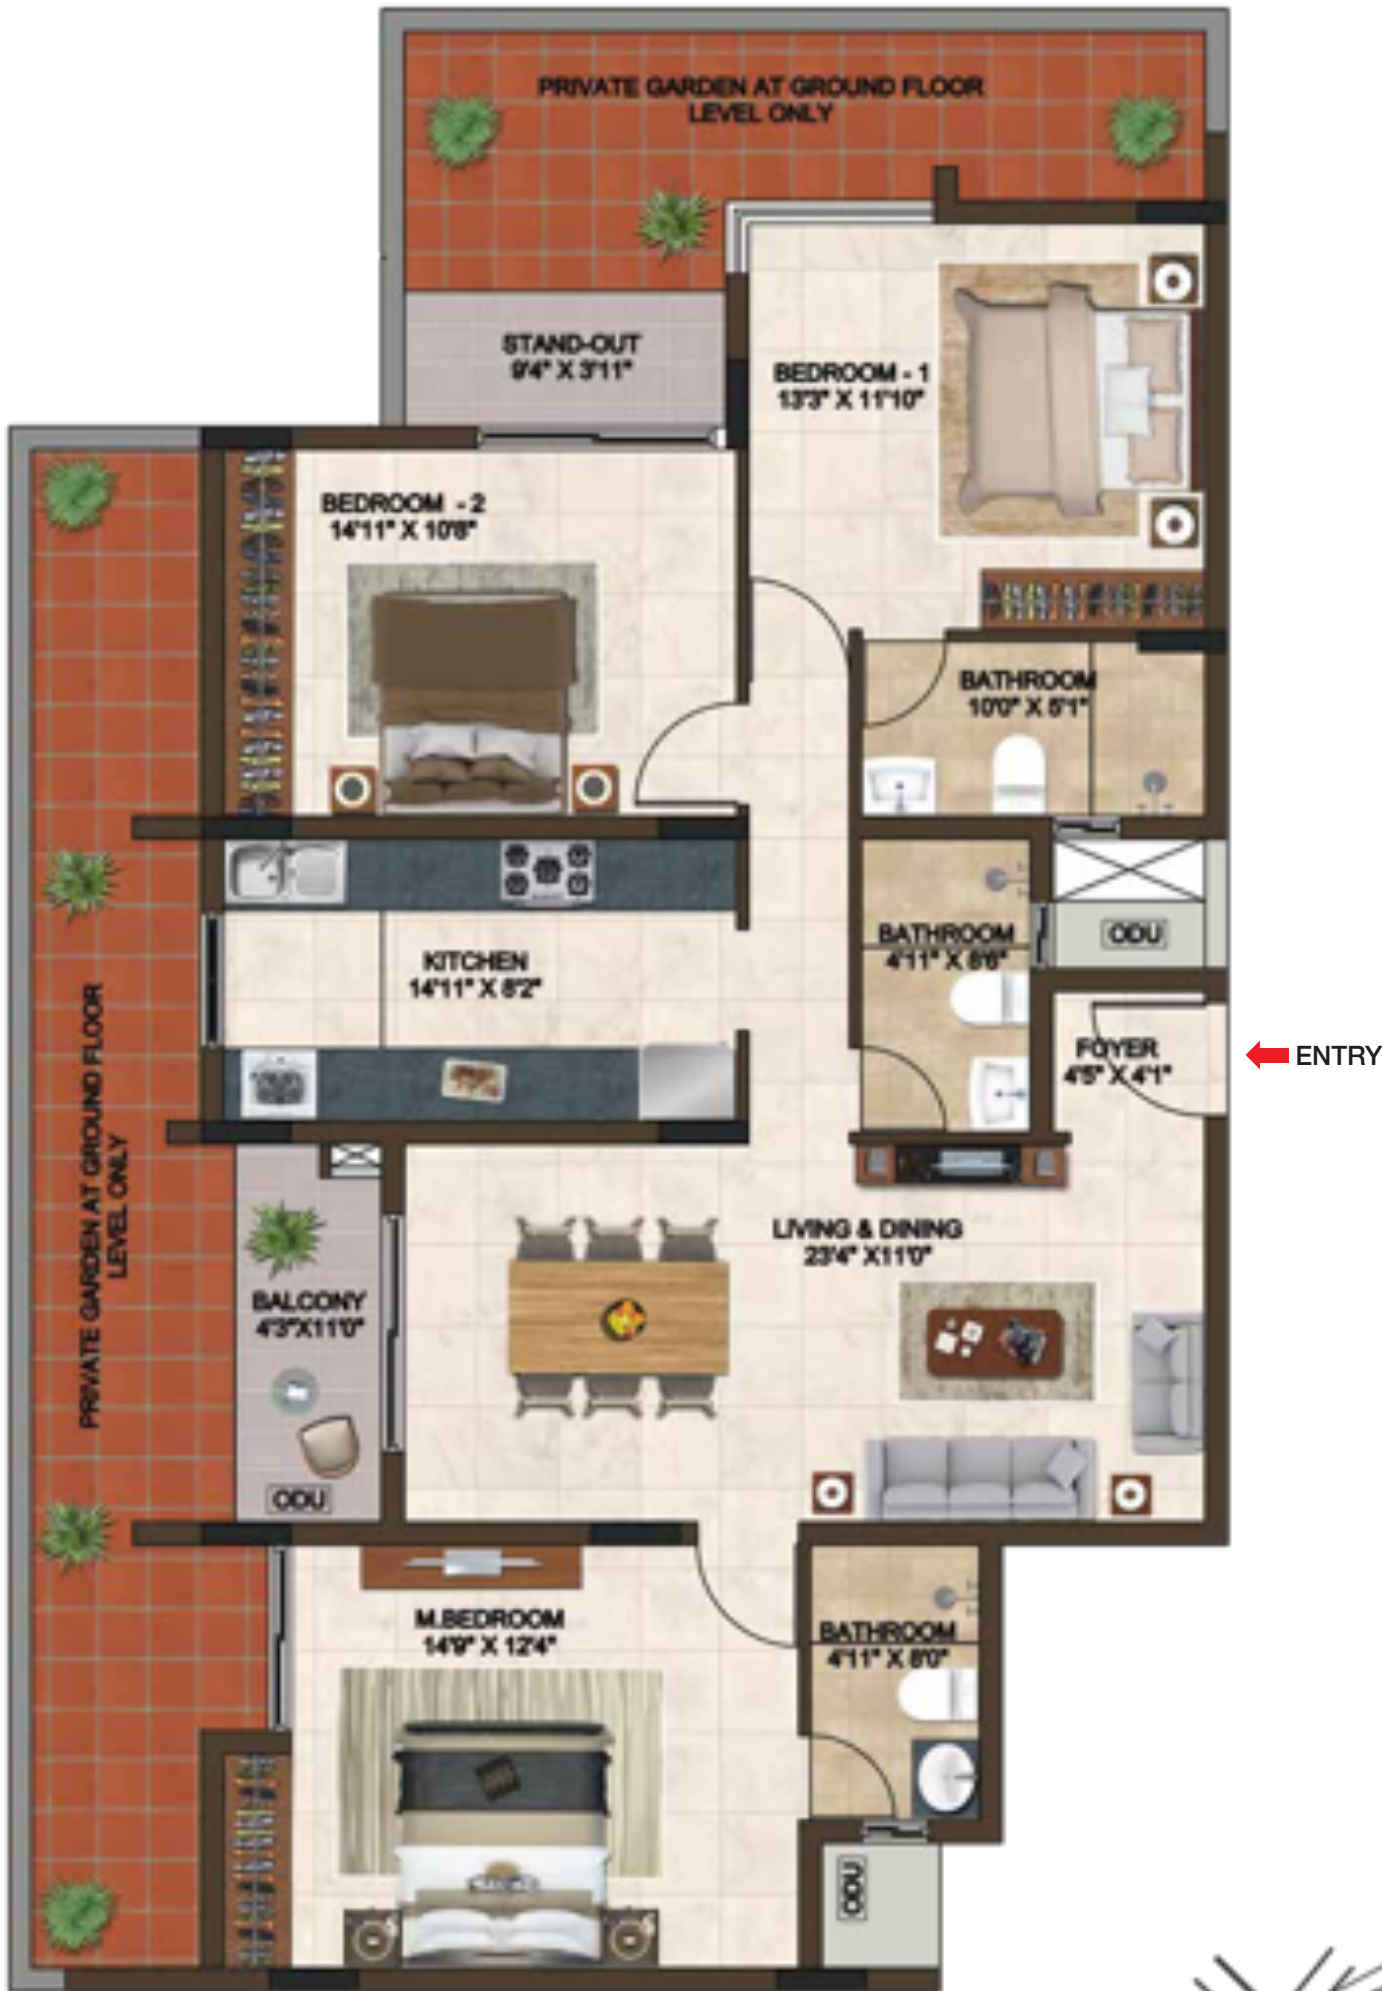 PRIVATE GARDEN AT GROUND FLOOR
LEVEL ONLY
STAND-OUT
9'4" X 3'11"
BEDROOM - 1
13'3" X 11'10"
BEDROOM - 2
14'11" X 10'8"
BATHROOM
10'0" X 5'1"
KITCHEN
14'11" X 8'2"
BATHROOM
4'11" X 8'6"
ODU
FOYER
4'5" X 4'1"
ENTRY
PRIVATE GARDEN AT GROUND FLOOR
LEVEL ONLY
LIVING & DINING
23'4" X11'0"
BALCONY
4'3"X11'0"
ODU
M.BEDROOM
14'9" X 12'4"
BATHROOM
4'11" X 8'0"
ODU